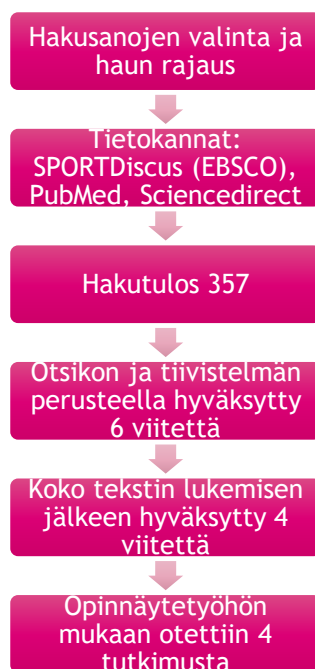 Hakusanojen valinta ja
haun rajaus
Tietokannat:
SPORTDiscus (EBSCO),
PubMed, Sciencedirect
Hakutulos 357
Otsikon ja tiivistelmän
perusteella hyväksytty
6 viitettä
Koko tekstin lukemisen
jälkeen hyväksytty 4
viitettä
Opinnäytetyöhön
mukaan otettiin 4
tutkimusta